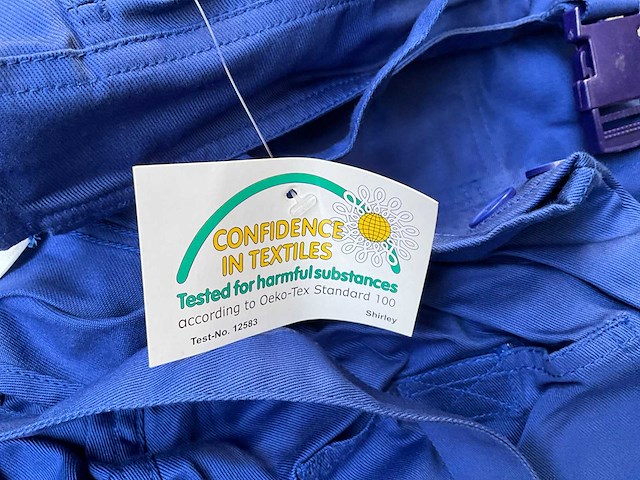 CONFIDENCE
IN TEXTILES
Tested for harmful substances
according to Oeko-Tex Standard 100
Test-No. 12583
Shirley